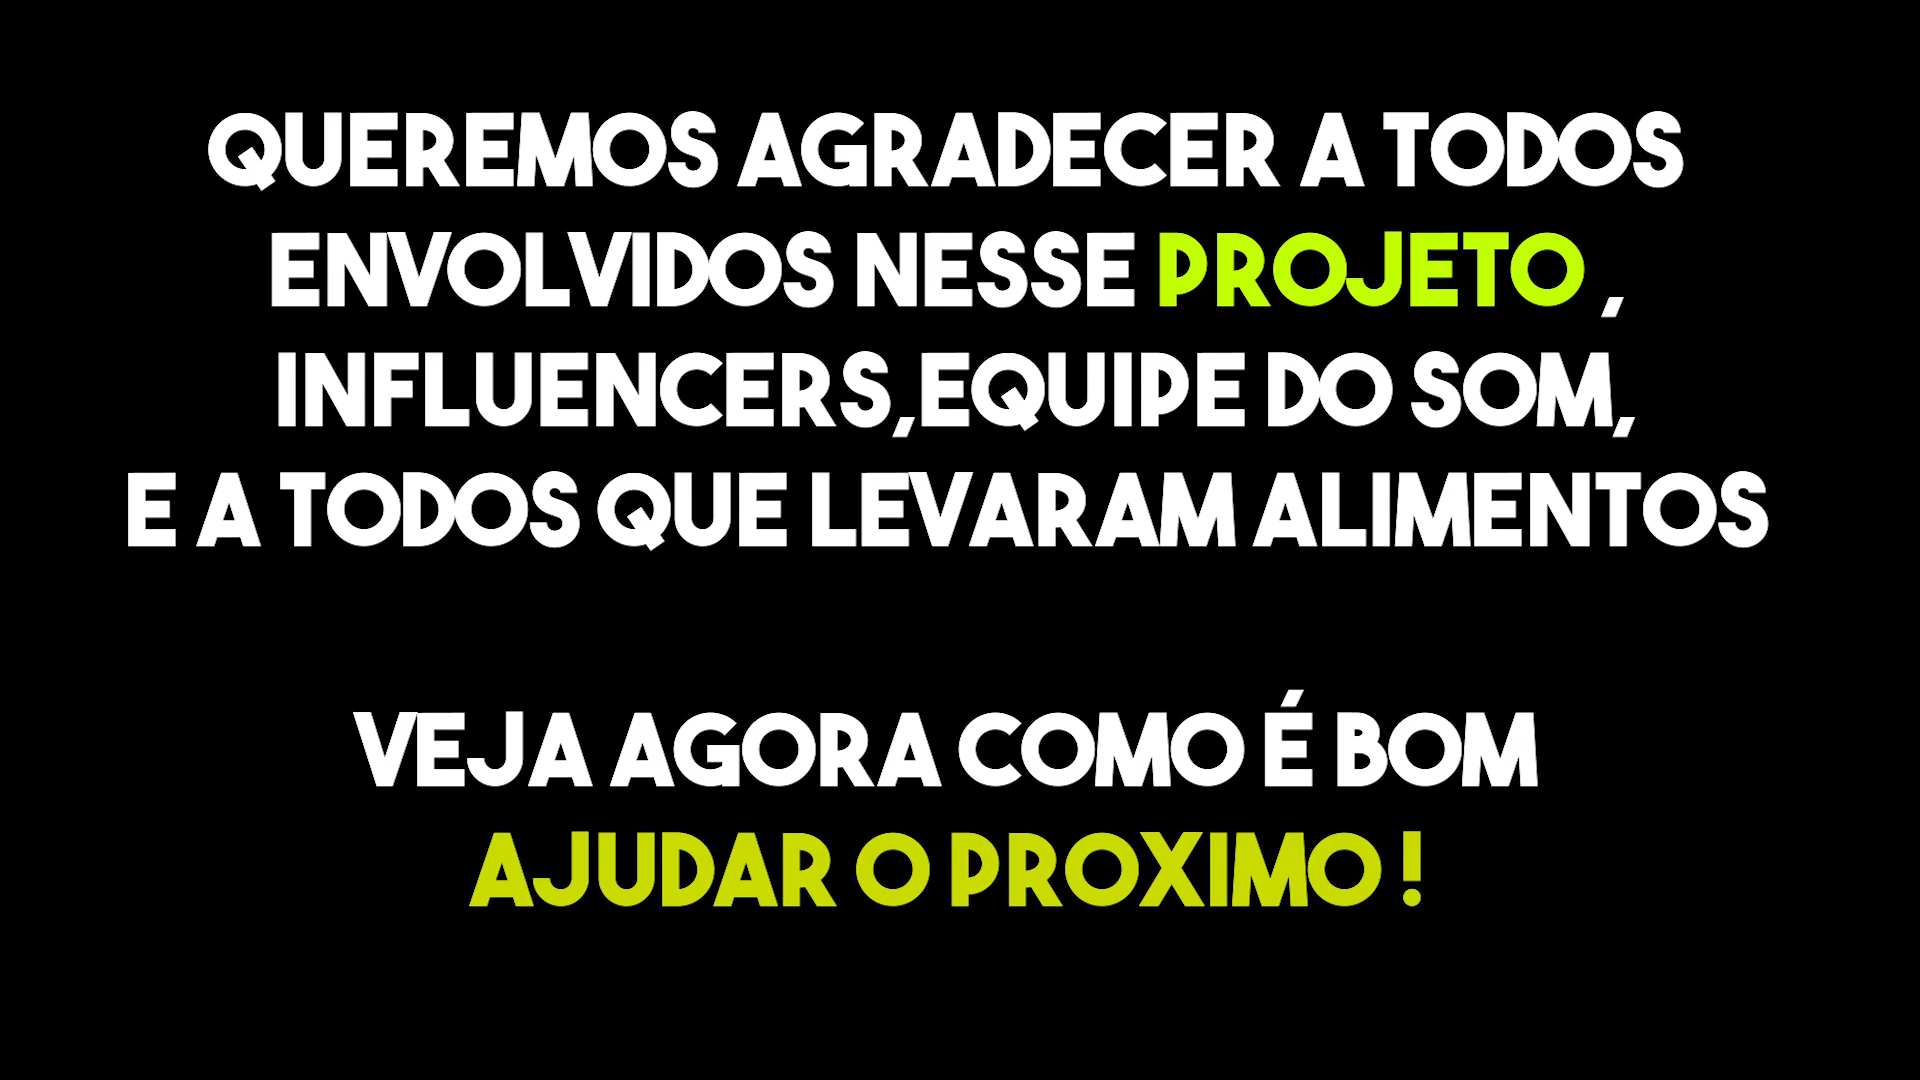 QUEREMOS AGRADECER A TODOS
ENVOLVIDOS NESSE PROJETO ,
INFLUENCERS,EQUIPE DO SOM,
E A TODOS QUE LEVARAM ALIMENTOS
VEJA AGORA COMO É BOM
AJUDAR O PROXIMO !